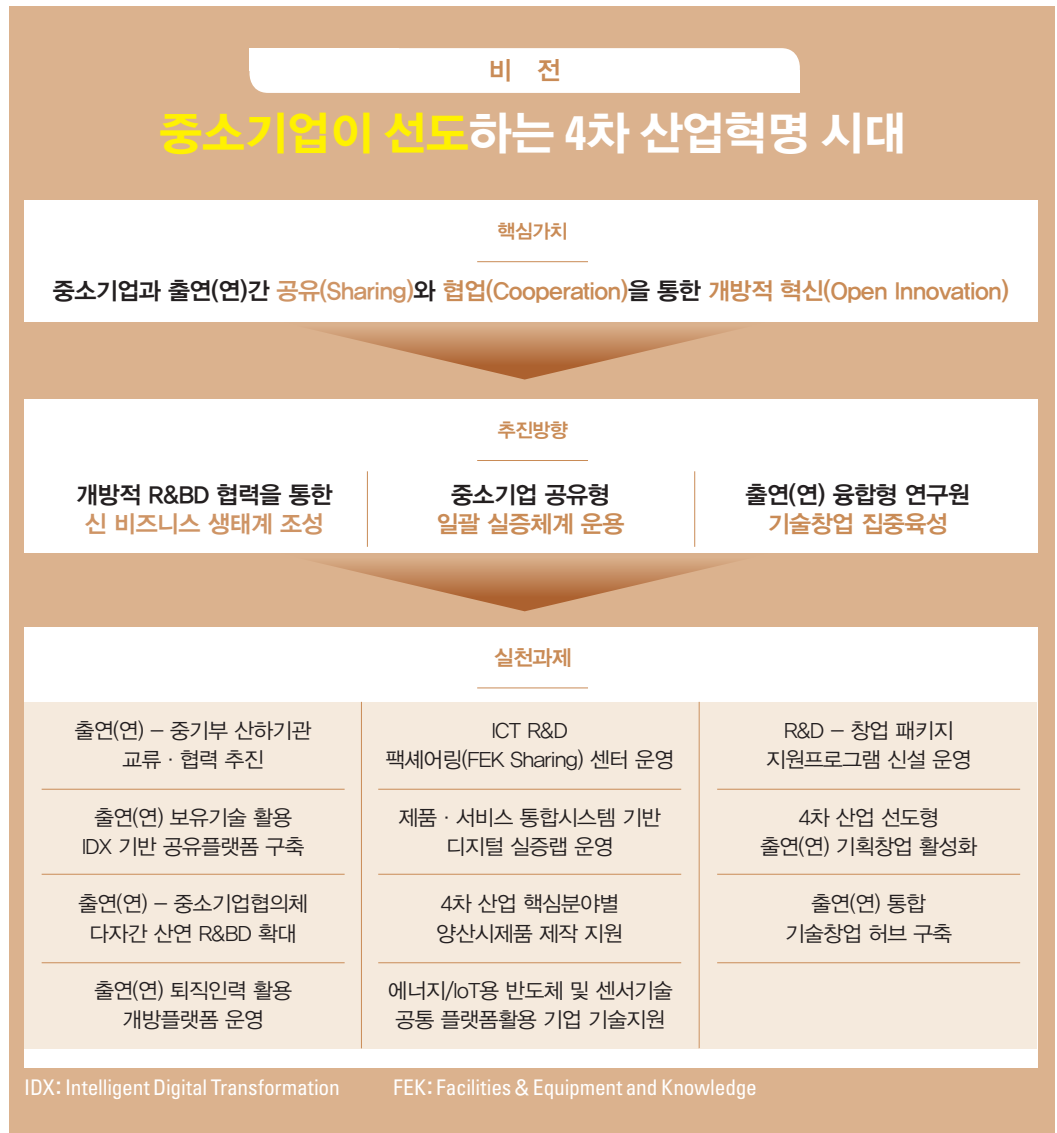 비 전
중소기업이 선도하는 4차 산업혁명 시대
핵심가치
중소기업과 출연(연)간 공유(Sharing)와 협업(Cooperation)을 통한 개방적 혁신(Open Innovation)
추진방향
개방적 R&BD 협력을 통한
신 비즈니스 생태계 조성
중소기업 공유형
일괄 실증체계 운용
출연(연) 융합형 연구원
기술창업 집중육성
실천과제
출연(연) – 중기부 산하기관
교류 · 협력 추진
출연(연) 보유기술 활용
IDX 기반 공유플랫폼 구축
출연(연) – 중소기업협의체
다자간 산연 R&BD 확대
출연(연) 퇴직인력 활용
개방플랫폼 운영
ICT R&D
팩셰어링(FEK Sharing) 센터 운영
제품 · 서비스 통합시스템 기반
디지털 실증랩 운영
4차 산업 핵심분야별
양산시제품 제작 지원
에너지/IoT용 반도체 및 센서기술
공통 플랫폼활용 기업 기술지원
R&D – 창업 패키지
지원프로그램 신설 운영
4차 산업 선도형
출연(연) 기획창업 활성화
출연(연) 통합
기술창업 허브 구축
IDX: Intelligent Digital Transformation
FEK: Facilities & Equipment and Knowledge